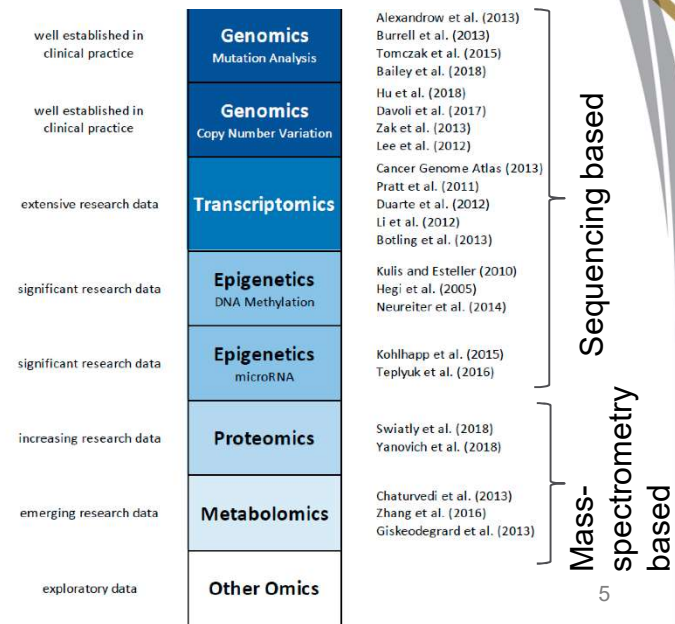 well established in
clinical practice
Genomics
Mutation Analysis
Alexandrow et al. (2013)
Burrell et al. (2013)
Tomczak et al. (2015)
Bailey et al. (2018)
well established in
clinical practice
Genomics
Copy Number Variation
Hu et al. (2018)
Davoli et al. (2017)
Zak et al. (2013)
Lee et al. (2012)
extensive research data
Transcriptomics
Cancer Genome Atlas (2013)
Pratt et al. (2011)
Duarte et al. (2012)
Li et al. (2012)
Botling et al. (2013)
significant research data
Epigenetics
DNA Methylation
Kulis and Esteller (2010)
Hegi et al. (2005)
Neureiter et al. (2014)
significant research data
Epigenetics
microRNA
Kohlhapp et al. (2015)
Teplyuk et al. (2016)
Sequencing based
increasing research data
Proteomics
Swiatly et al. (2018)
Yanovich et al. (2018)
emerging research data
Metabolomics
Chaturvedi et al. (2013)
Zhang et al. (2016)
Giskeodegrard et al. (2013)
Mass-
spectrometry
based
exploratory data
Other Omics
5